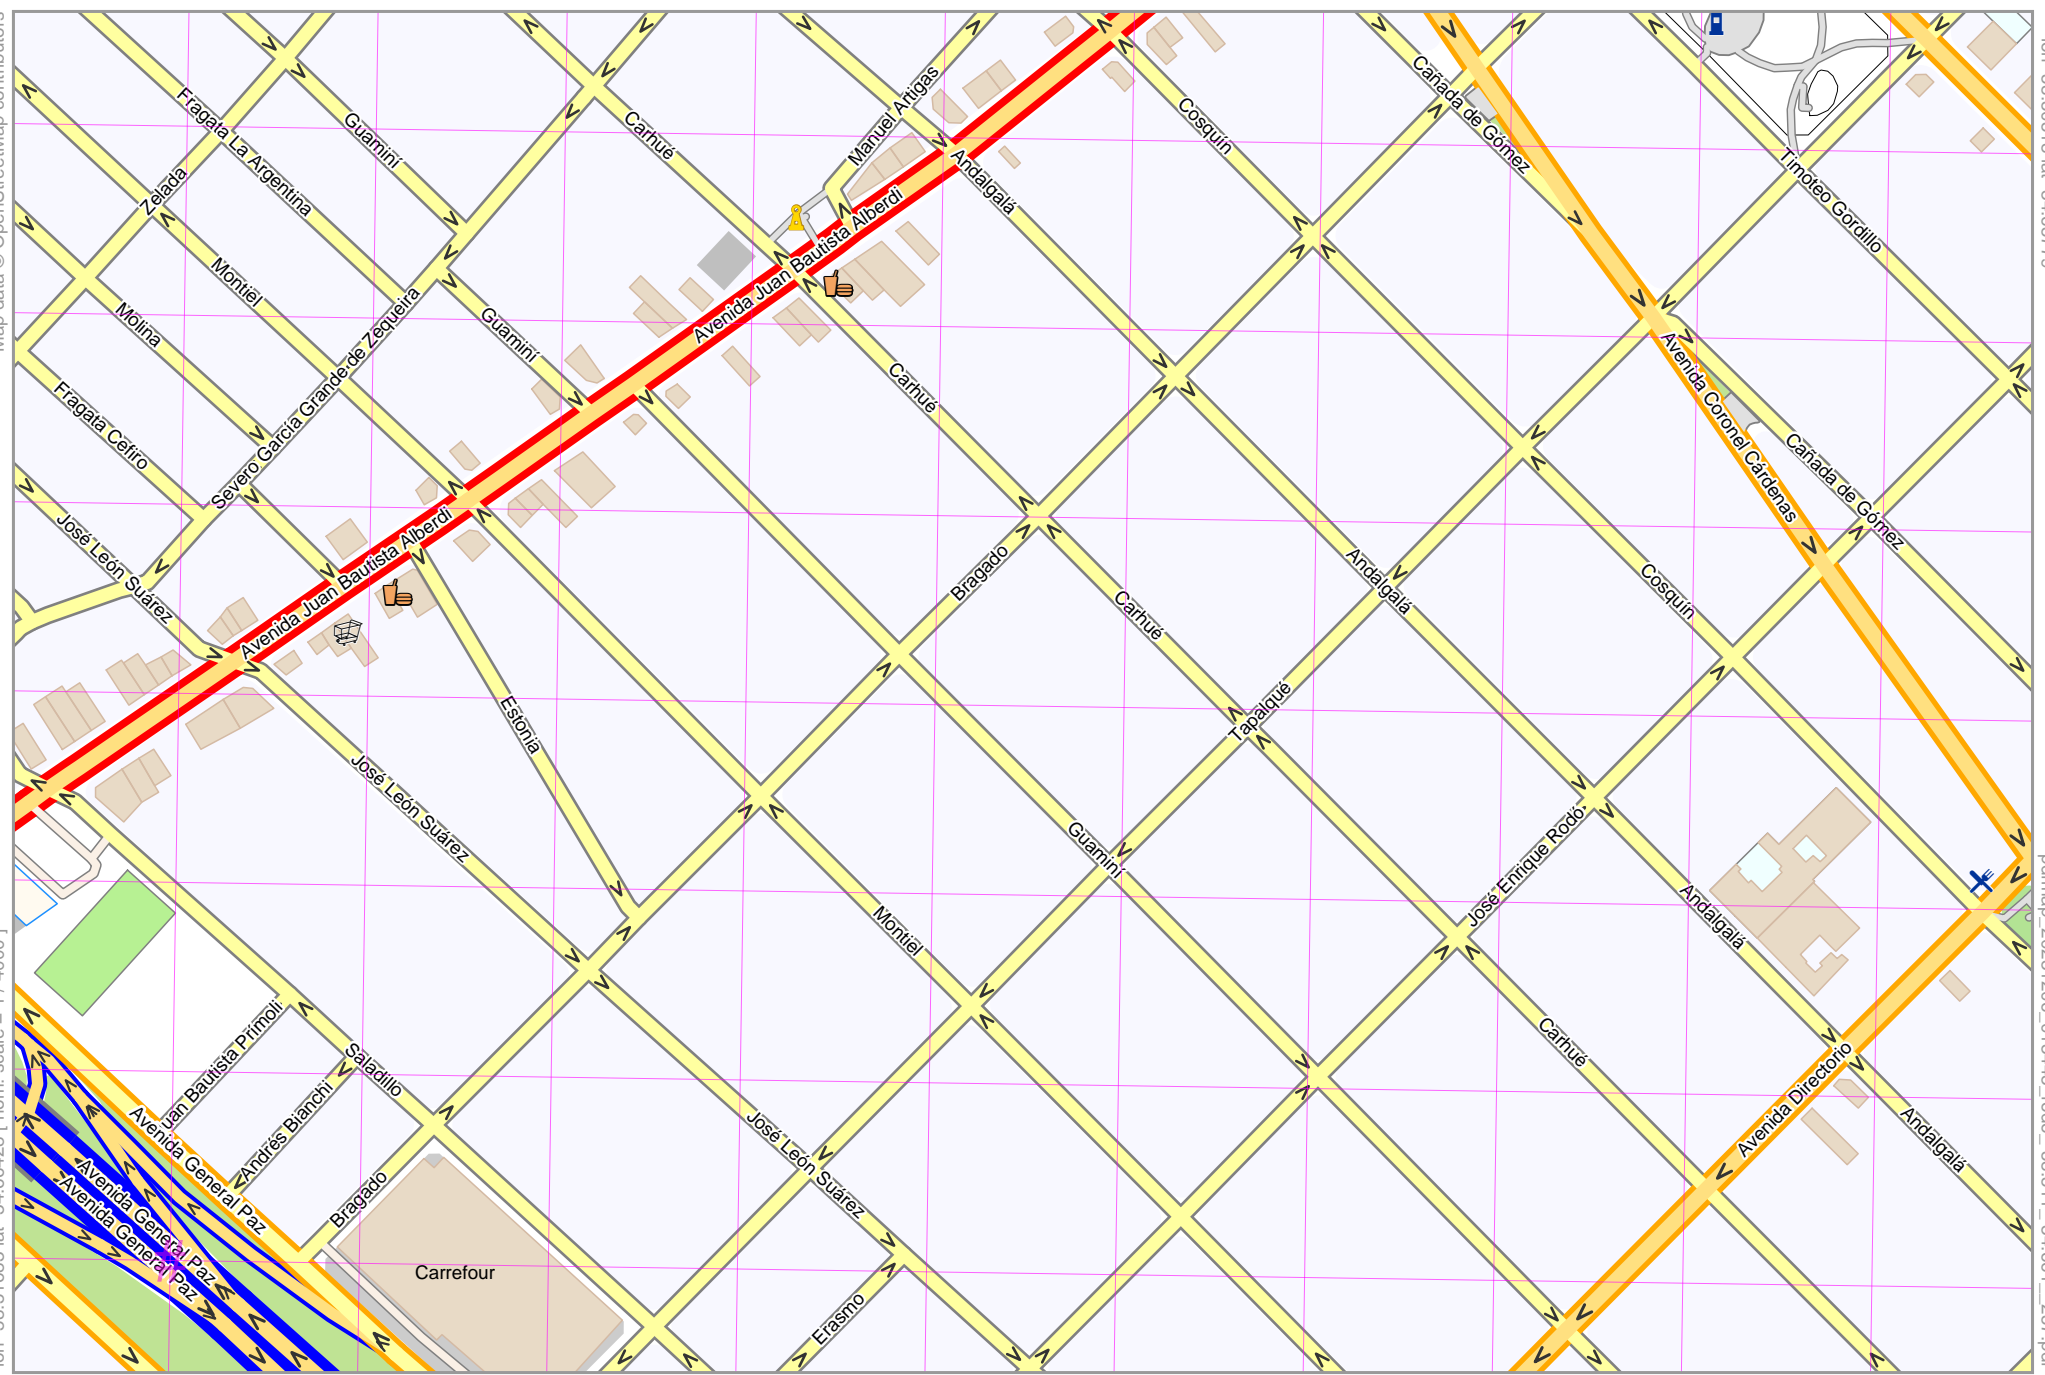 Fragata La Argentina
Guaminí
Carhué
Manuel Artigas
Cosquín
Cañada de Gómez
Timoteo Gordillo
Zelada
Andalgalá
Avenida Juan Bautista Alberdi
Montiel
Molina
Severo García Grande de Zequeira
Guaminí
Fragata Cefiro
Carhué
Avenida Coronel Cárdenas
Cañada de Gómez
José León Suárez
Avenida Juan Bautista Alberdi
Bragado
Carhué
Andalgalá
Cosquín
Estonia
Tapalqué
José León Suárez
Guaminí
José Enrique Rodó
Montiel
Andalgalá
San Bautista Prímoli
Saladillo
Andrés Bianchi
Carhué
Avenida Directorio
Avenida General Paz
Avenida General Paz
Avenida General Paz
Bragado
José León Suárez
Andalgalá
Carrefour
Erasmo